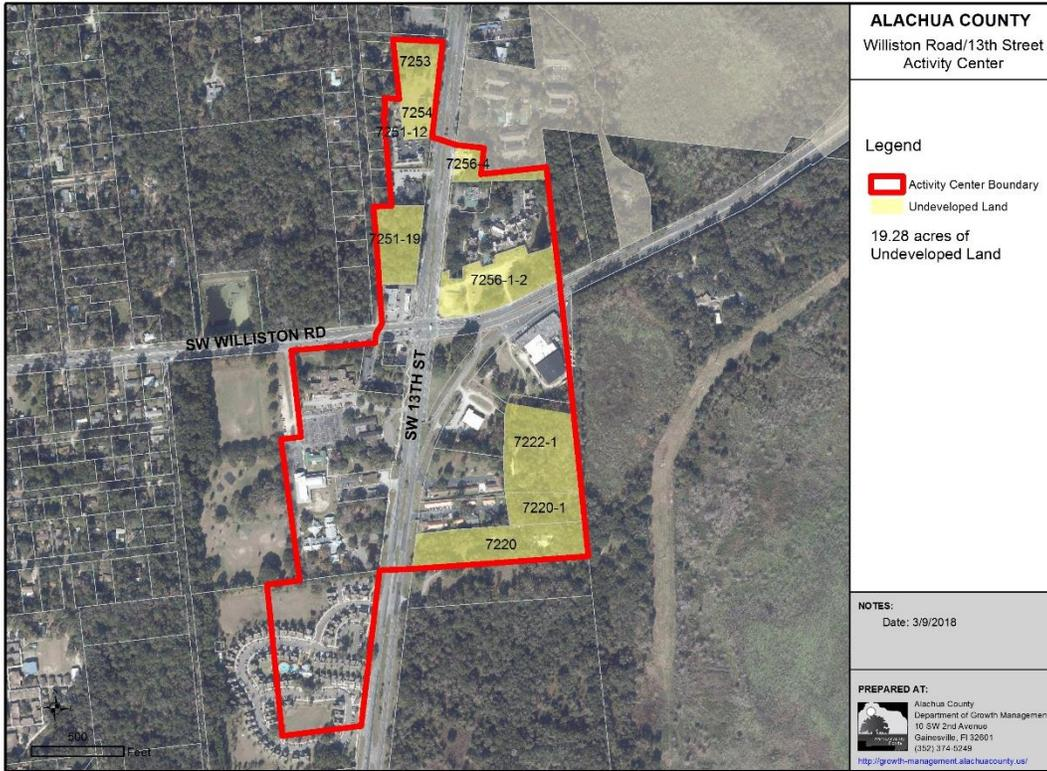 ALACHUA COUNTY
Williston Road/13th Street
Activity Center
Legend
Activity Center Boundary
Undeveloped Land
19.28 acres of
Undeveloped Land
7253
7254
7251-12
7256-4
7251-19
7256-1-2
SW WILLISTON RD
SW 13TH ST
7222-1
7220-1
7220
500
Feet
NOTES:
Date: 3/9/2018
PREPARED AT:
Alachua County
Department of Growth Management
10 SW 2nd Avenue
Gainesville, Fl 32601
(352) 374-5249
http://growth-management.alachuacounty.us/